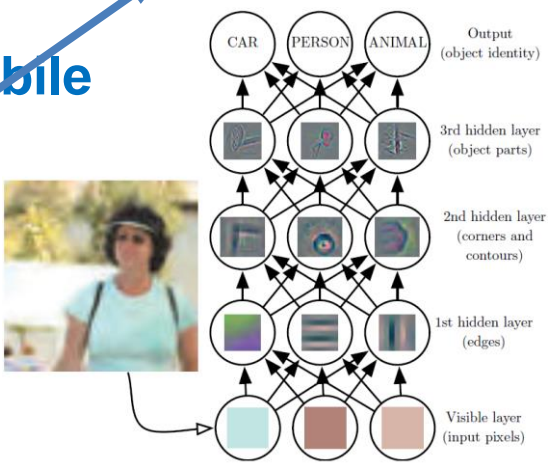 bile
CAR PERSON ANIMAL
Output
(object identity)
3rd hidden layer
(object parts)
2nd hidden layer
(corners and
contours)
1st hidden layer
(edges)
Visible layer
(input pixels)